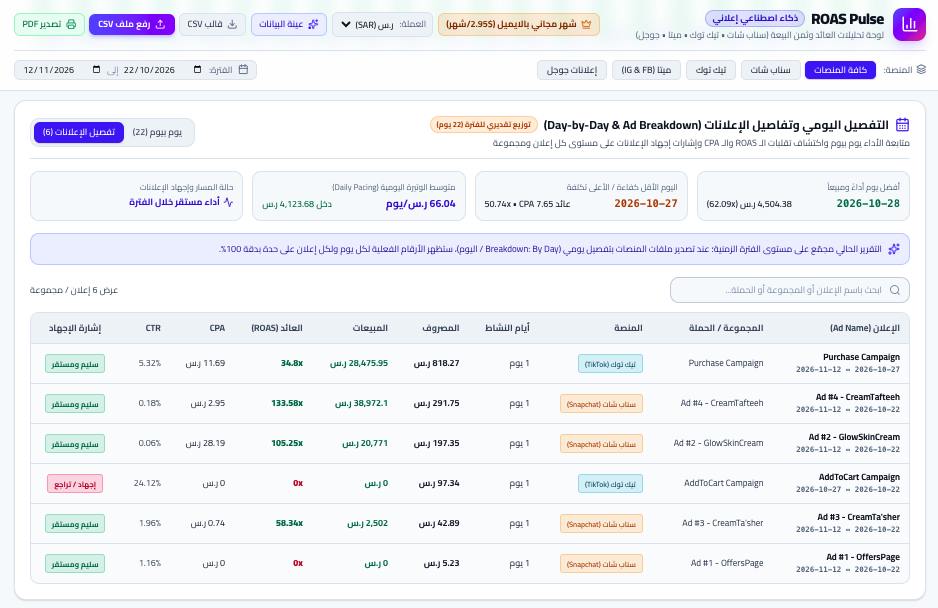 ROAS Pulse ذكاء اصطناعي إعلاني
لوحة تحليلات العائد وثمن البيعة (سناب شات • تيك توك • ميتا • جوجل)
شهر مجاني بالايميل (2.95$/شهر)
العملة: ر.س (SAR)
عينة البيانات
قالب CSV
رفع ملف CSV
تصدير PDF
المنصة: كافة المنصات سناب شات تيك توك ميتا (IG & FB) إعلانات جوجل
الفترة: 22/10/2026 إلى 12/11/2026
التفصيل اليومي وتفاصيل الإعلانات (Day-by-Day & Ad Breakdown) توزيع تقديري للفترة (22 يوم)
متابعة الأداء يوم بيوم واكتشاف تقلبات الـ ROAS والـ CPA وإشارات إجهاد الإعلانات على مستوى كل إعلان ومجموعة
يوم بيوم (22) تفصيل الإعلانات (6)
أفضل يوم أداءً ومبيعاً
2026-10-28 4,504.38 ر.س (62.09x)
اليوم الأقل كفاءة / الأعلى تكلفة
2026-10-27 عائد 50.74x • CPA 7.65
متوسط الوتيرة اليومية (Daily Pacing)
66.04 ر.س/يوم دخل 4,123.68 ر.س
حالة المسار وإجهاد الإعلانات
أداء مستقر خلال الفترة
التقرير الحالي مجمّع على مستوى الفترة الزمنية؛ عند تصدير ملفات المنصات بتفصيل يومي (Breakdown: By Day / اليوم)، ستظهر الأرقام الفعلية لكل يوم ولكل إعلان على حدة بدقة 100%.
ابحث باسم الإعلان أو المجموعة أو الحملة...
عرض 6 إعلان / مجموعة
الإعلان (Ad Name) المجموعة / الحملة المنصة أيام النشاط المصروف المبيعات العائد (ROAS) CPA CTR إشارة الإجهاد
Purchase Campaign Purchase Campaign تيك توك (TikTok) 1 يوم 818.27 ر.س 28,475.95 ر.س 34.8x 11.69 ر.س 5.32% سليم ومستقر
2026-10-27 ↔ 2026-11-12
Ad #4 - CreamTafteeh Ad #4 - CreamTafteeh سناب شات (Snapchat) 1 يوم 291.75 ر.س 38,972.1 ر.س 133.58x 2.95 ر.س 0.18% سليم ومستقر
2026-10-22 ↔ 2026-11-12
Ad #2 - GlowSkinCream Ad #2 - GlowSkinCream سناب شات (Snapchat) 1 يوم 197.35 ر.س 20,771 ر.س 105.25x 28.19 ر.س 0.06% سليم ومستقر
2026-10-22 ↔ 2026-11-12
AddToCart Campaign AddToCart Campaign تيك توك (TikTok) 1 يوم 97.34 ر.س 0 ر.س 0x 0 ر.س 24.12% إجهاد / تراجع
2026-10-22 ↔ 2026-10-27
Ad #3 - CreamTa'sher Ad #3 - CreamTa'sher سناب شات (Snapchat) 1 يوم 42.89 ر.س 2,502 ر.س 58.34x 0.74 ر.س 1.96% سليم ومستقر
2026-10-22 ↔ 2026-11-12
Ad #1 - OffersPage Ad #1 - OffersPage سناب شات (Snapchat) 1 يوم 5.23 ر.س 0 ر.س 0x 0 ر.س 1.16% سليم ومستقر
2026-10-22 ↔ 2026-11-12